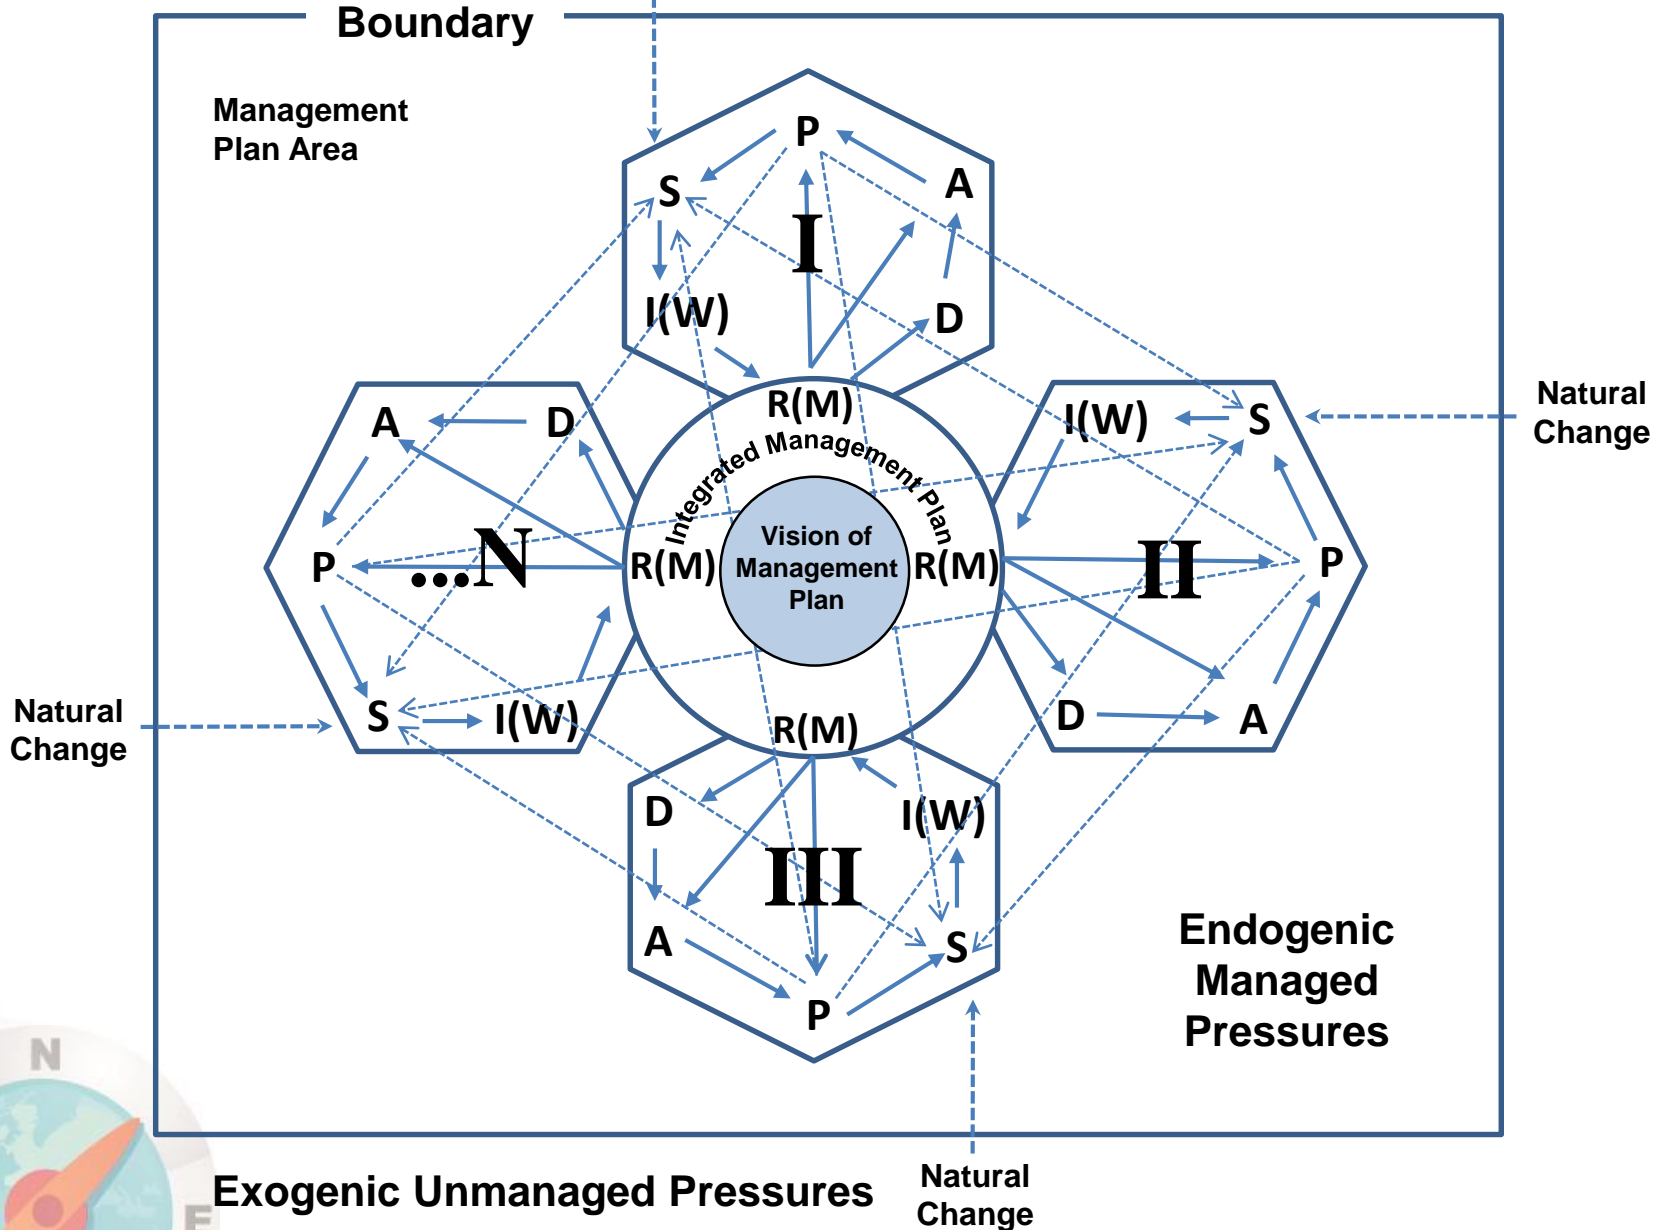 Boundary
Management
Plan Area
P
S
A
I
I(W)
D
R(M)
Integrated Management Plan
A
D
P
...N
R(M)
S
I(W)
Vision of
Management
Plan
R(M)
I(W)
S
II
P
D
A
R(M)
D
I(W)
III
A
S
P
Natural
Change
Natural
Change
Endogenic
Managed
Pressures
Exogenic Unmanaged Pressures
Natural
Change
N
E